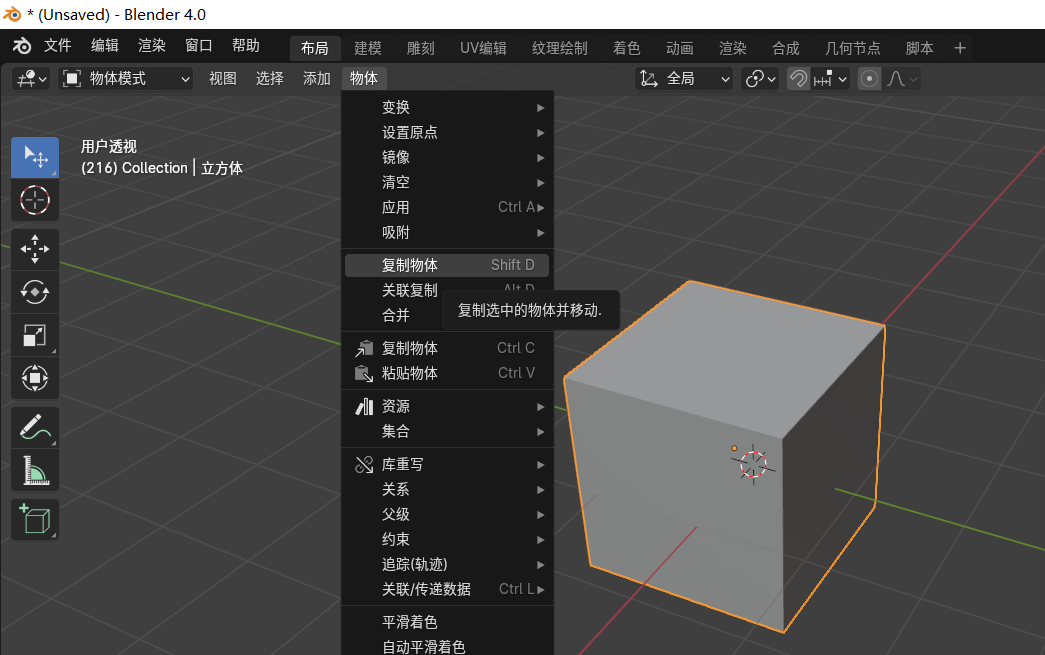 * (Unsaved) - Blender 4.0
文件 编辑 渲染 窗口 帮助 布局 建模 雕刻 UV编辑 纹理绘制 着色 动画 渲染 合成 几何节点 脚本 +
物体模式 视图 选择 添加 物体 全局
用户透视
(216) Collection | 立方体
变换
设置原点
镜像
清空
应用 Ctrl A
吸附
复制物体 Shift D
关联复制 Alt D
复制选中的物体并移动.
合并
复制物体 Ctrl C
粘贴物体 Ctrl V
资源
集合
库重写
关系
父级
约束
追踪(轨迹)
关联/传递数据 Ctrl L
平滑着色
自动平滑着色